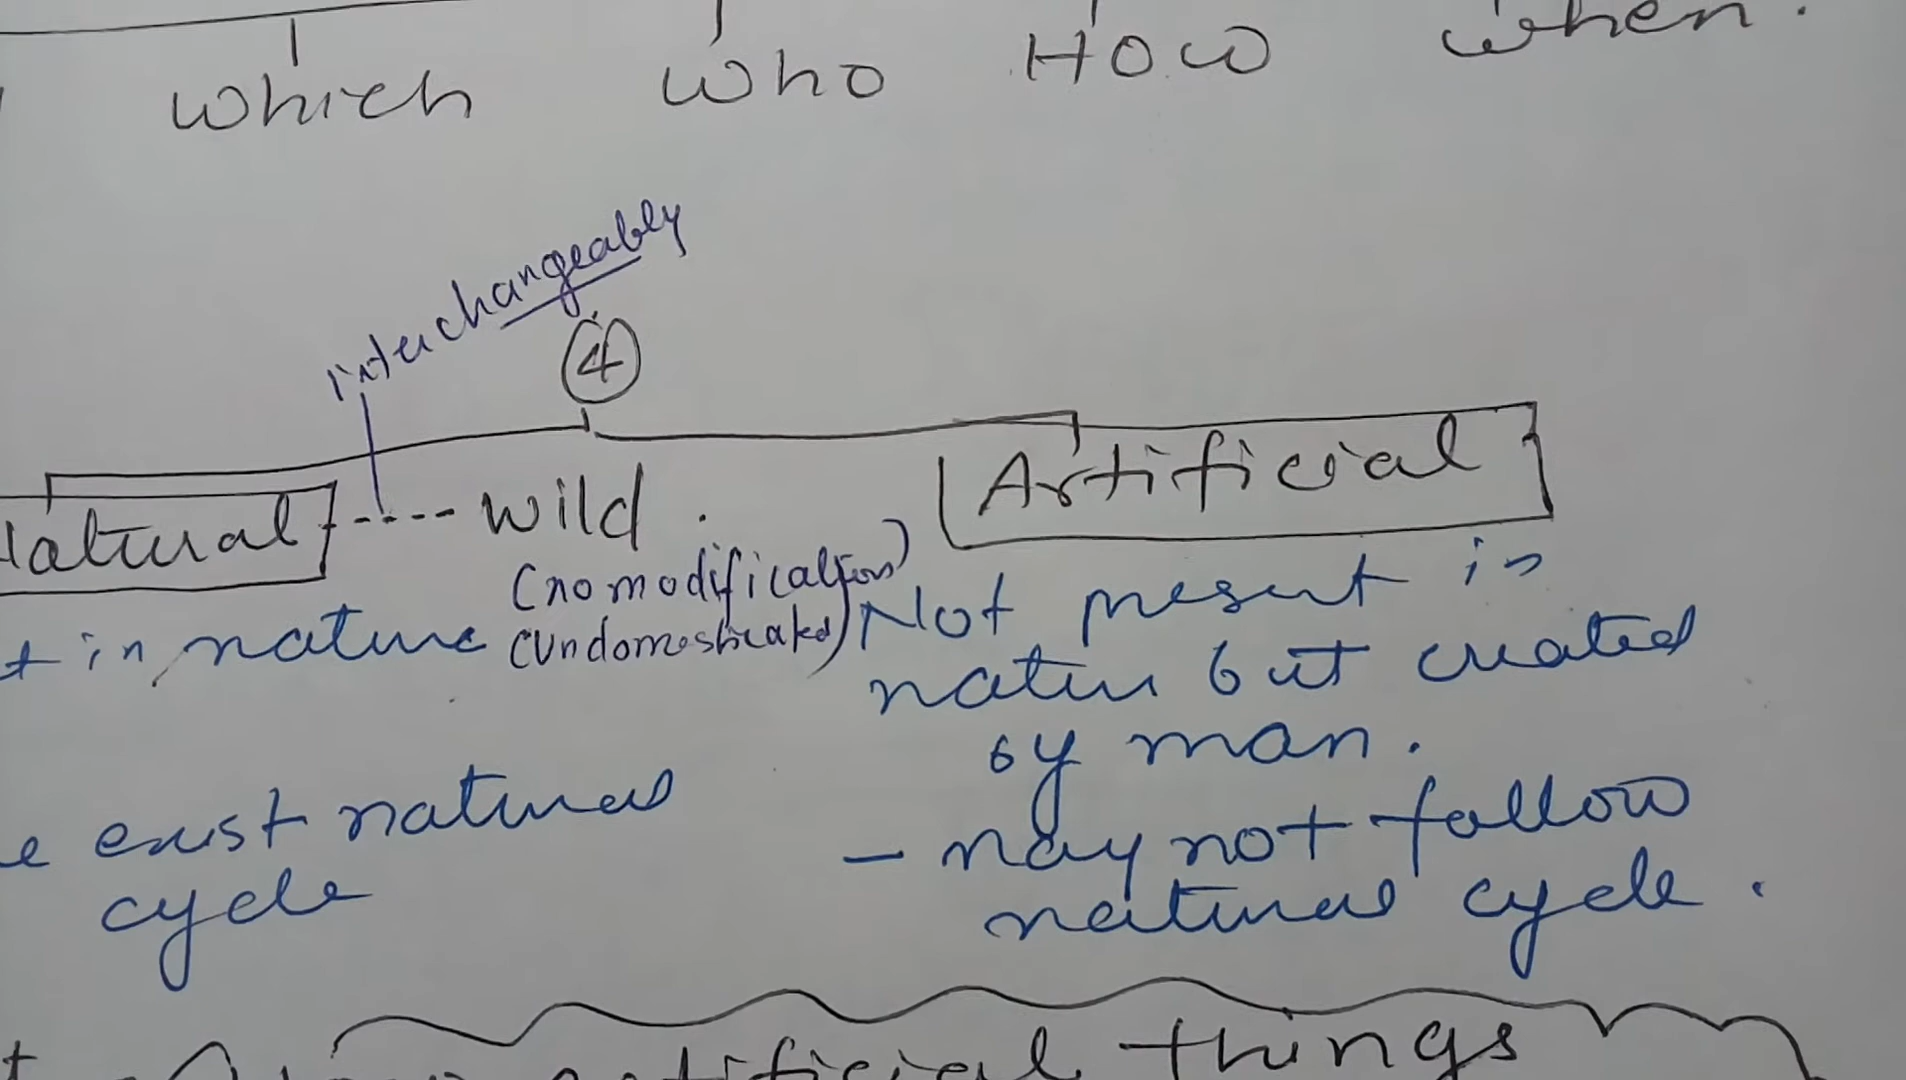 which who How when.
interchangeably
4
Natural ---- wild . Artificial
(no modification)
(undomesticated)
t in nature
Not present in
natur but created
by man.
e exist natural
cycle
- may not follow
natural cycle.
artificial things